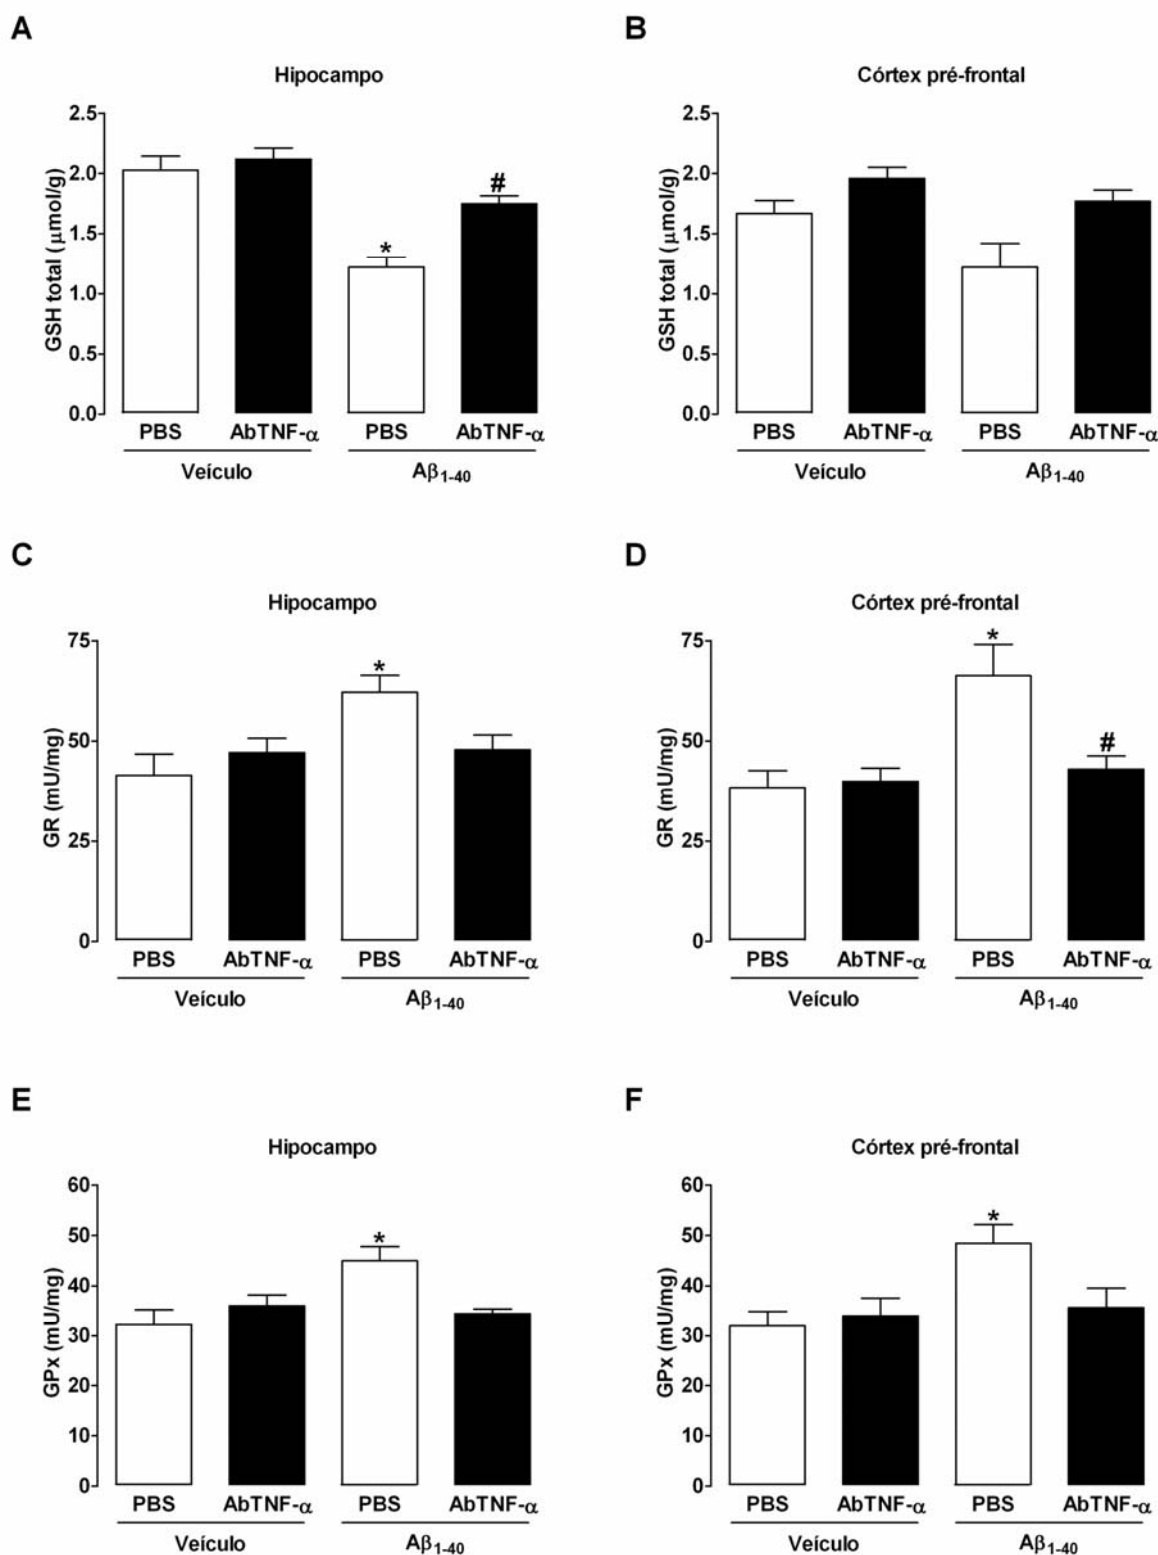 A
Hipocampo
GSH total (μmol/g)
2.5
2.0
1.5
1.0
0.5
0.0
*
#
PBS AbTNF-α PBS AbTNF-α
Veículo Aβ1-40
B
Córtex pré-frontal
GSH total (μmol/g)
2.5
2.0
1.5
1.0
0.5
0.0
PBS AbTNF-α PBS AbTNF-α
Veículo Aβ1-40
C
Hipocampo
GR (mU/mg)
75
50
25
0
*
PBS AbTNF-α PBS AbTNF-α
Veículo Aβ1-40
D
Córtex pré-frontal
GR (mU/mg)
75
50
25
0
*
#
PBS AbTNF-α PBS AbTNF-α
Veículo Aβ1-40
E
Hipocampo
GPx (mU/mg)
60
50
40
30
20
10
0
*
PBS AbTNF-α PBS AbTNF-α
Veículo Aβ1-40
F
Córtex pré-frontal
GPx (mU/mg)
60
50
40
30
20
10
0
*
PBS AbTNF-α PBS AbTNF-α
Veículo Aβ1-40